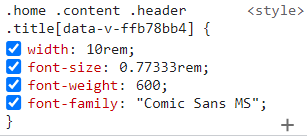 .home .content .header <style>
.title[data-v-ffb78bb4] {
width: 10rem;
font-size: 0.77333rem;
font-weight: 600;
font-family: "Comic Sans MS";
}